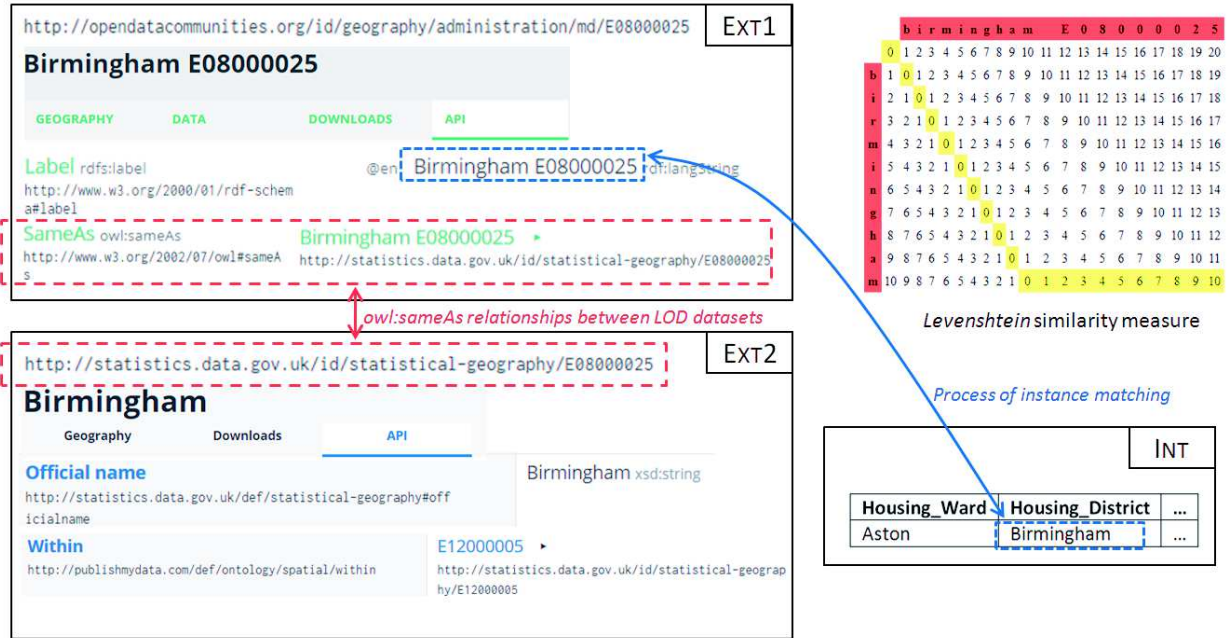 http://opendatacommunities.org/id/geography/administration/md/E08000025
EXT1
Birmingham E08000025
GEOGRAPHY DATA DOWNLOADS API
Label rdfs:label
@en Birmingham E08000025 rdf:langString
http://www.w3.org/2000/01/rdf-schem
a#label
SameAs owl:sameAs
Birmingham E08000025
http://www.w3.org/2002/07/owl#sameA
s
http://statistics.data.gov.uk/id/statistical-geography/E08000025
owl:sameAs relationships between LOD datasets
http://statistics.data.gov.uk/id/statistical-geography/E08000025
EXT2
Birmingham
Geography Downloads API
Official name
Birmingham xsd:string
http://statistics.data.gov.uk/def/statistical-geography#off
icialname
Within
E12000005
http://publishmydata.com/def/ontology/spatial/within
http://statistics.data.gov.uk/id/statistical-geograp
hy/E12000005
b i r m i n g h a m E 0 8 0 0 0 0 2 5
0 1 2 3 4 5 6 7 8 9 10 11 12 13 14 15 16 17 18 19 20
b 1 0 1 2 3 4 5 6 7 8 9 10 11 12 13 14 15 16 17 18 19
i 2 1 0 1 2 3 4 5 6 7 8 9 10 11 12 13 14 15 16 17 18
r 3 2 1 0 1 2 3 4 5 6 7 8 9 10 11 12 13 14 15 16 17
m 4 3 2 1 0 1 2 3 4 5 6 7 8 9 10 11 12 13 14 15 16
i 5 4 3 2 1 0 1 2 3 4 5 6 7 8 9 10 11 12 13 14 15
n 6 5 4 3 2 1 0 1 2 3 4 5 6 7 8 9 10 11 12 13 14
g 7 6 5 4 3 2 1 0 1 2 3 4 5 6 7 8 9 10 11 12 13
h 8 7 6 5 4 3 2 1 0 1 2 3 4 5 6 7 8 9 10 11 12
a 9 8 7 6 5 4 3 2 1 0 1 2 3 4 5 6 7 8 9 10 11
m 10 9 8 7 6 5 4 3 2 1 0 1 2 3 4 5 6 7 8 9 10
Levenshtein similarity measure
Process of instance matching
INT
Housing_Ward Housing_District ...
Aston Birmingham ...